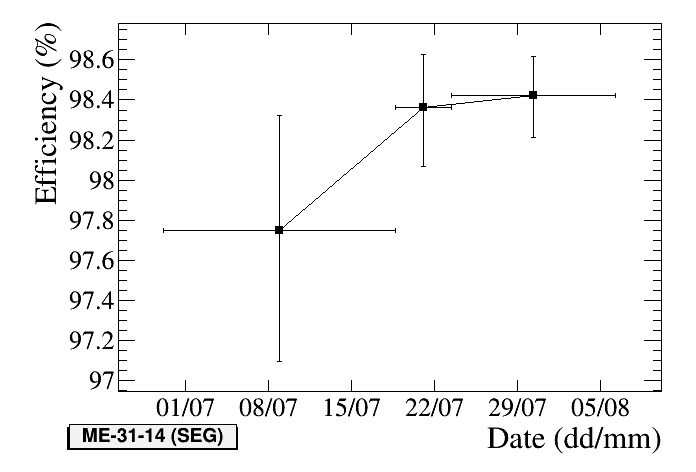 Efficiency (%)
98.6
98.4
98.2
98
97.8
97.6
97.4
97.2
97
01/07 08/07 15/07 22/07 29/07 05/08
Date (dd/mm)
ME-31-14 (SEG)